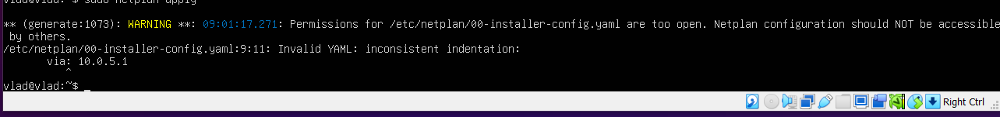 vlad@vlad:~$ sudo netplan apply
** (generate:1073): WARNING **: 09:01:17.271: Permissions for /etc/netplan/00-installer-config.yaml are too open. Netplan configuration should NOT be accessible
by others.
/etc/netplan/00-installer-config.yaml:9:11: Invalid YAML: inconsistent indentation:
via: 10.0.5.1
^
vlad@vlad:~$ _
Right Ctrl